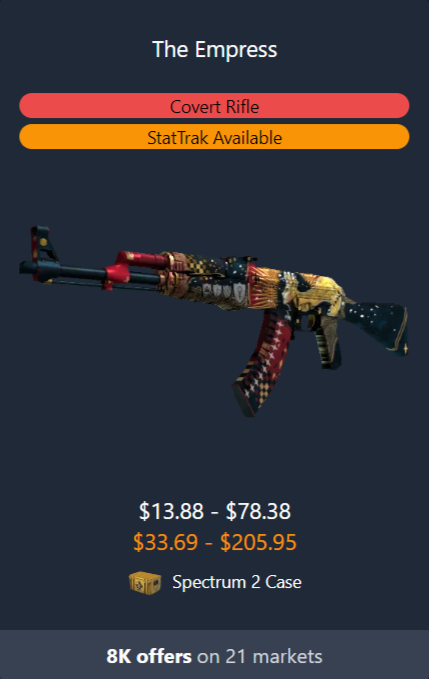 The Empress
Covert Rifle
StatTrak Available
$13.88 - $78.38
$33.69 - $205.95
Spectrum 2 Case
8K offers on 21 markets